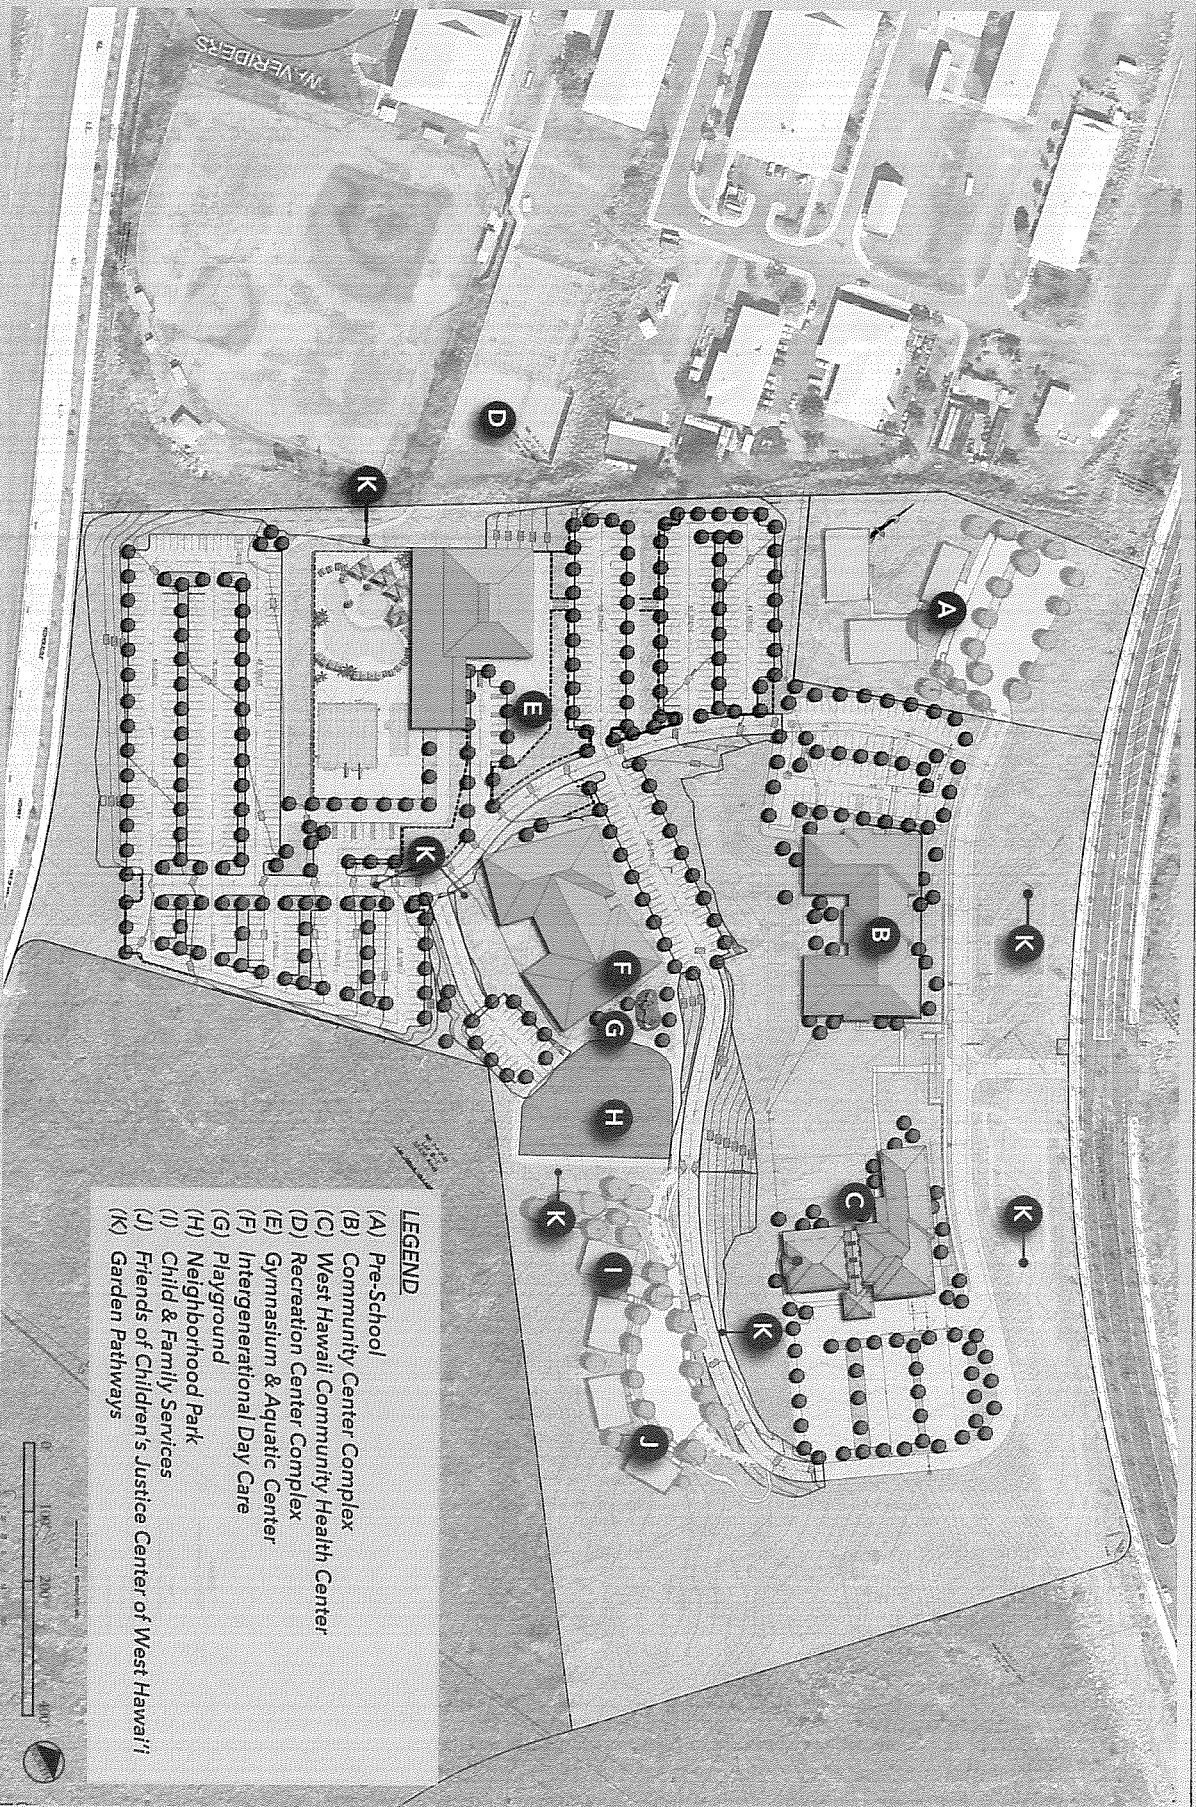 WAVERIDERS
A
B
C
D
E
F
G
H
I
J
K
K
K
K
K
K
LEGEND
(A) Pre-School
(B) Community Center Complex
(C) West Hawaii Community Health Center
(D) Recreation Center Complex
(E) Gymnasium & Aquatic Center
(F) Intergenerational Day Care
(G) Playground
(H) Neighborhood Park
(I) Child & Family Services
(J) Friends of Children's Justice Center of West Hawai'i
(K) Garden Pathways
0 100' 200' 400'